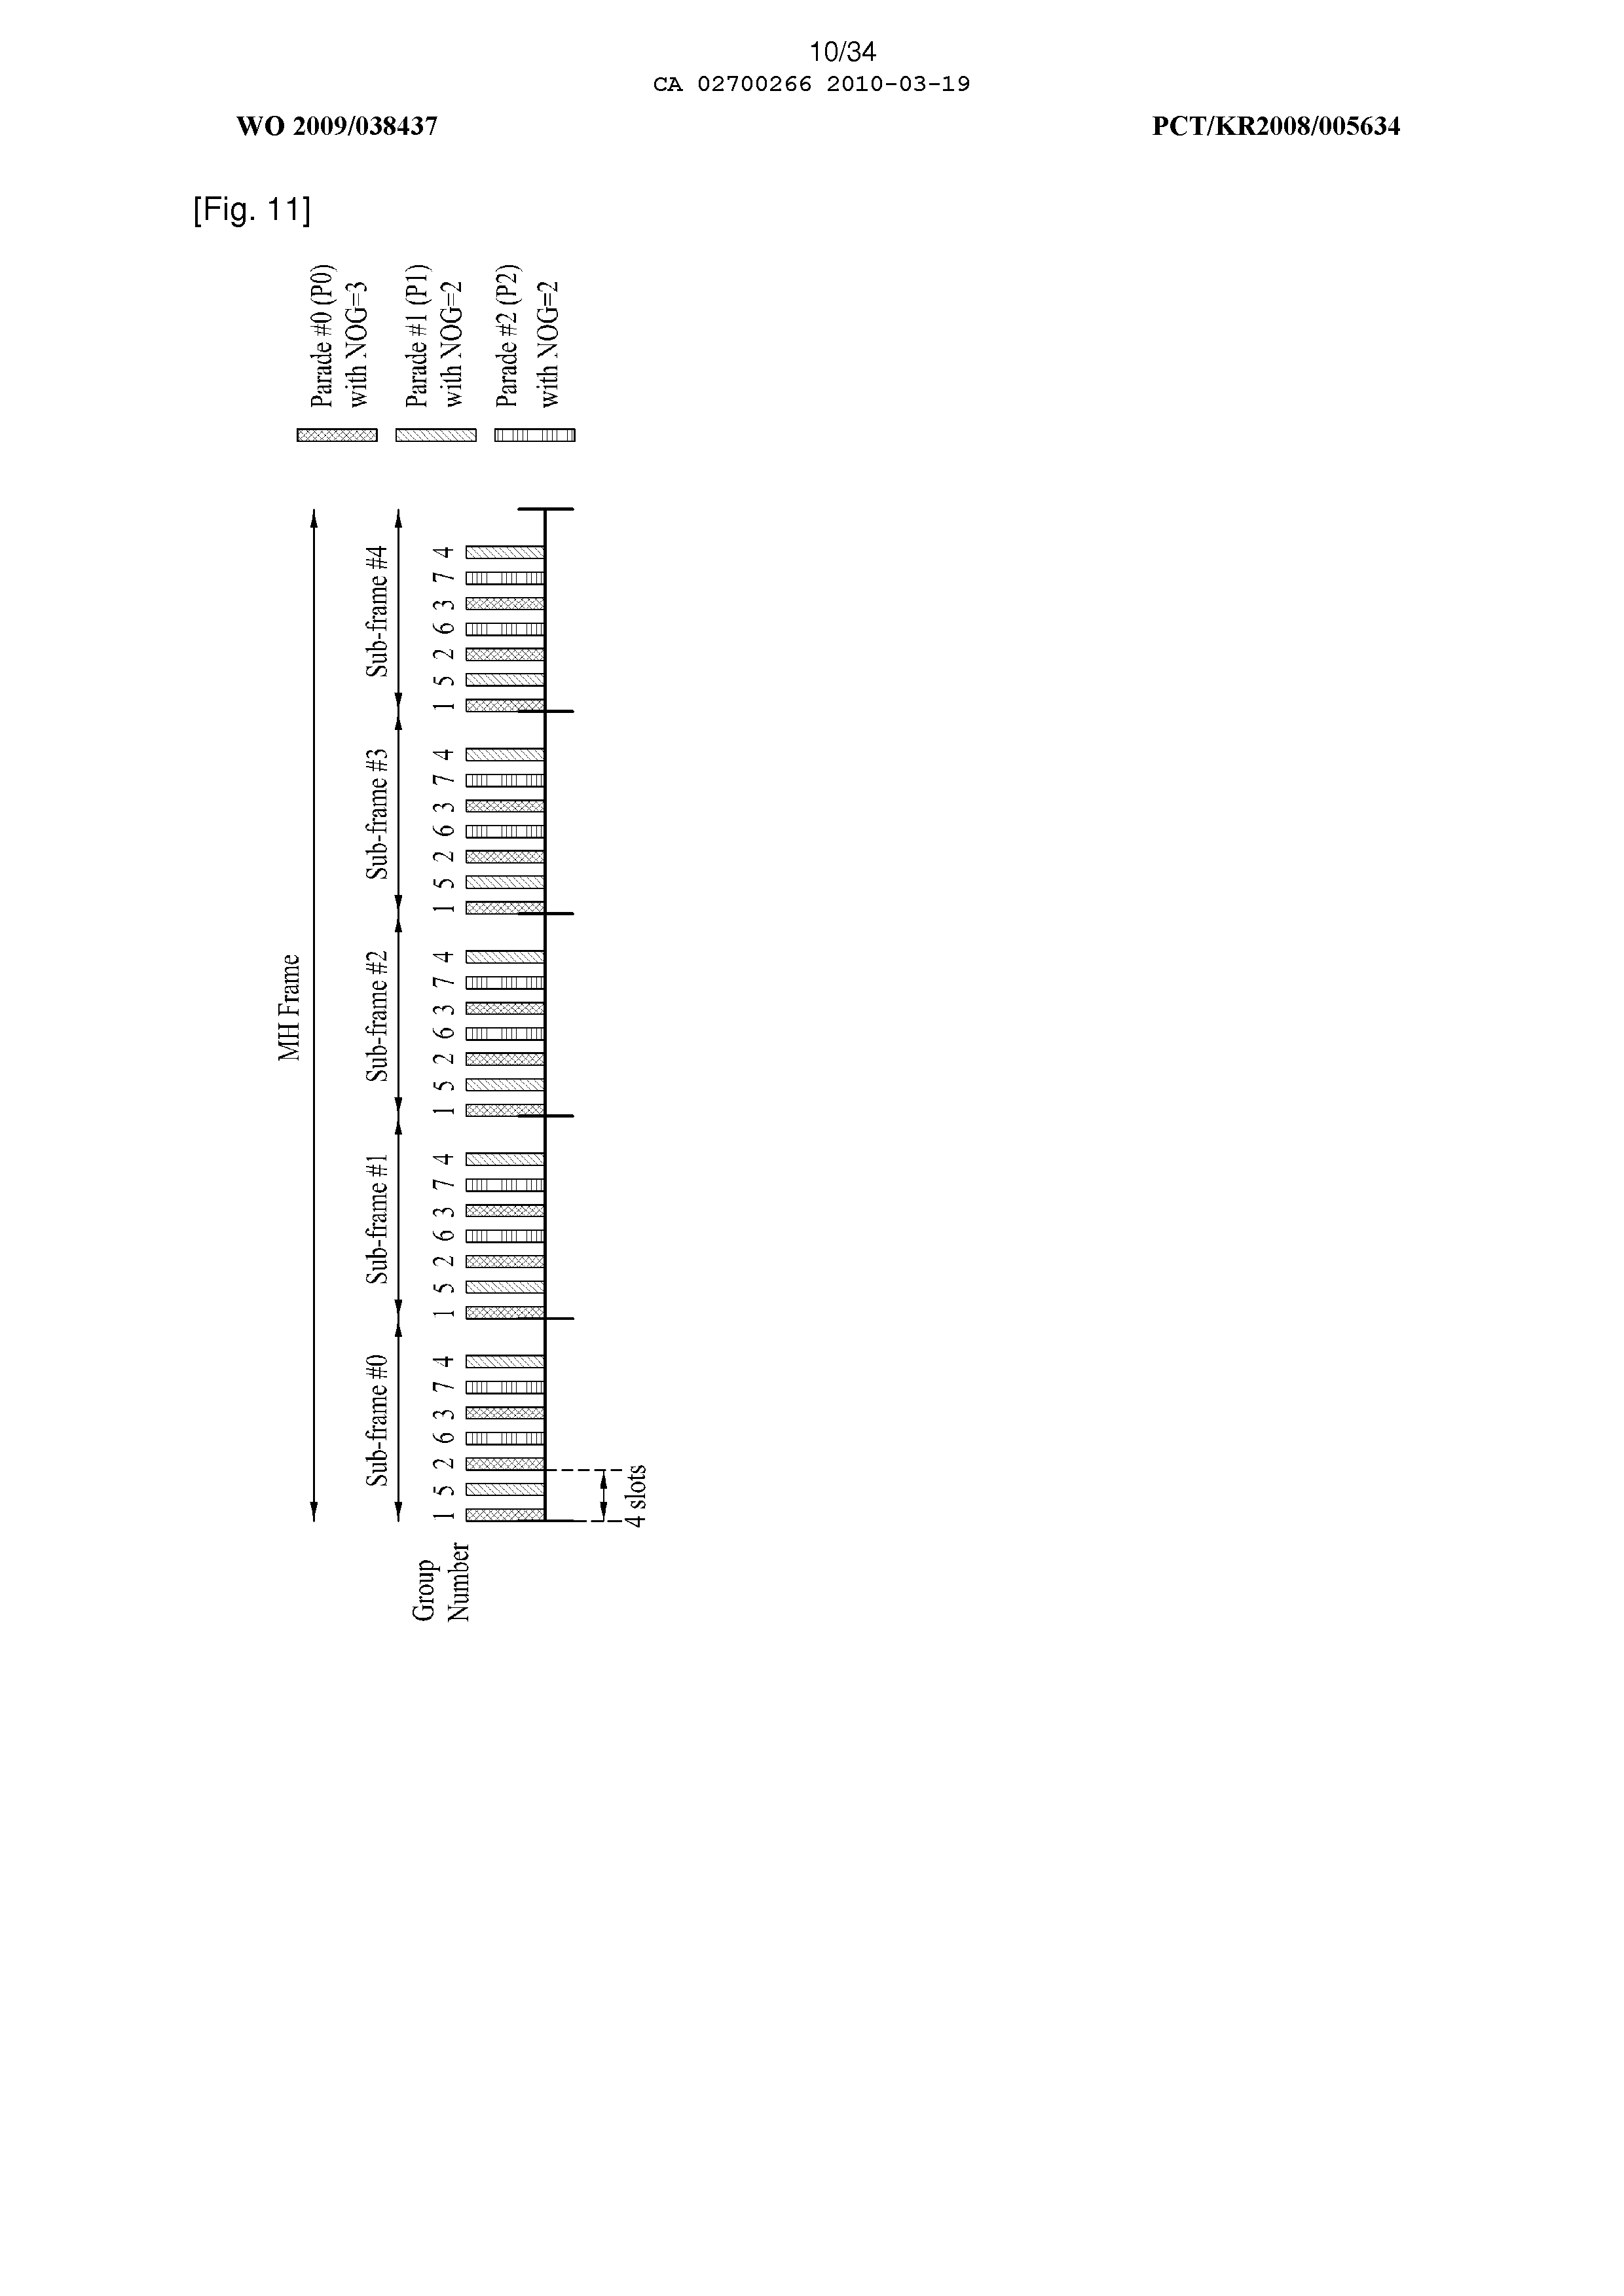 10/34
CA 02700266 2010-03-19
WO 2009/038437
PCT/KR2008/005634
[Fig. 11]
MH Frame
Sub-frame #0
Sub-frame #1
Sub-frame #2
Sub-frame #3
Sub-frame #4
Group
Number
1 5 2 6 3 7 4
1 5 2 6 3 7 4
1 5 2 6 3 7 4
1 5 2 6 3 7 4
1 5 2 6 3 7 4
4 slots
Parade #0 (P0)
with NOG=3
Parade #1 (P1)
with NOG=2
Parade #2 (P2)
with NOG=2